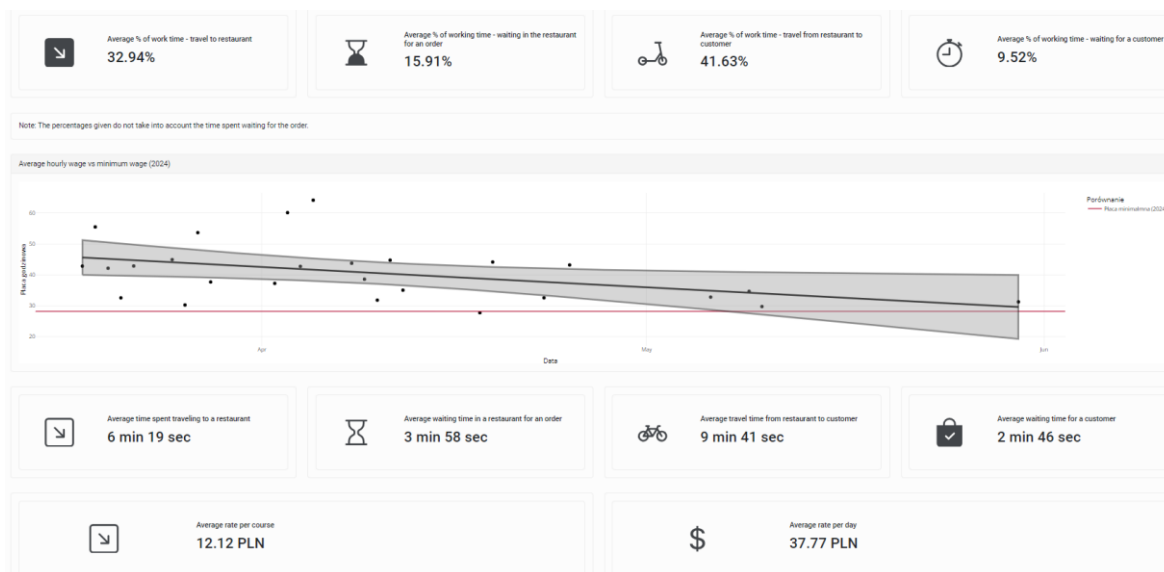 Average % of work time - travel to restaurant
32.94%
Average % of working time - waiting in the restaurant
for an order
15.91%
Average % of work time - travel from restaurant to
customer
41.63%
Average % of working time - waiting for a customer
9.52%
Note: The percentages given do not take into account the time spent waiting for the order.
Average hourly wage vs minimum wage (2024)
Płaca godzinowa
60
50
40
30
20
Apr
May
Jun
Data
Porównanie
Płaca minimalna (2024
Average time spent traveling to a restaurant
6 min 19 sec
Average waiting time in a restaurant for an order
3 min 58 sec
Average travel time from restaurant to customer
9 min 41 sec
Average waiting time for a customer
2 min 46 sec
Average rate per course
12.12 PLN
$
Average rate per day
37.77 PLN